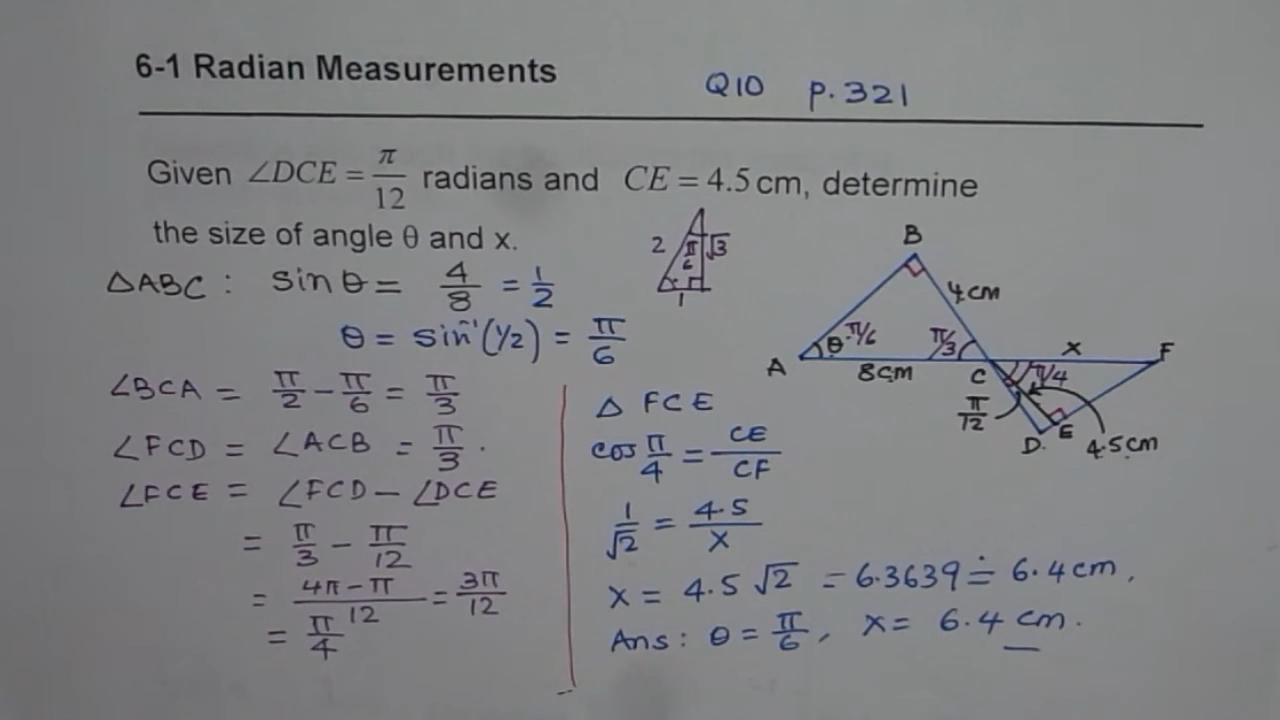 6-1 Radian Measurements
Q10 p.321
Given ∠DCE = π/12 radians and CE = 4.5 cm, determine
the size of angle θ and x.
△ABC : sin θ = 4/8 = 1/2
θ = sin⁻¹(1/2) = π/6
∠BCA = π/2 − π/6 = π/3
∠FCD = ∠ACB = π/3 .
∠FCE = ∠FCD − ∠DCE
= π/3 − π/12
= (4π − π)/12 = 3π/12
= π/4
△ FCE
cos π/4 = CE/CF
1/√2 = 4.5/x
x = 4.5 √2 = 6.3639 ≐ 6.4 cm.
Ans : θ = π/6 , x = 6.4 cm.
2 π/6 √3
1
B
4cm
A θ π/6 π/3 x F
8cm C π/4
π/12
D E 4.5cm